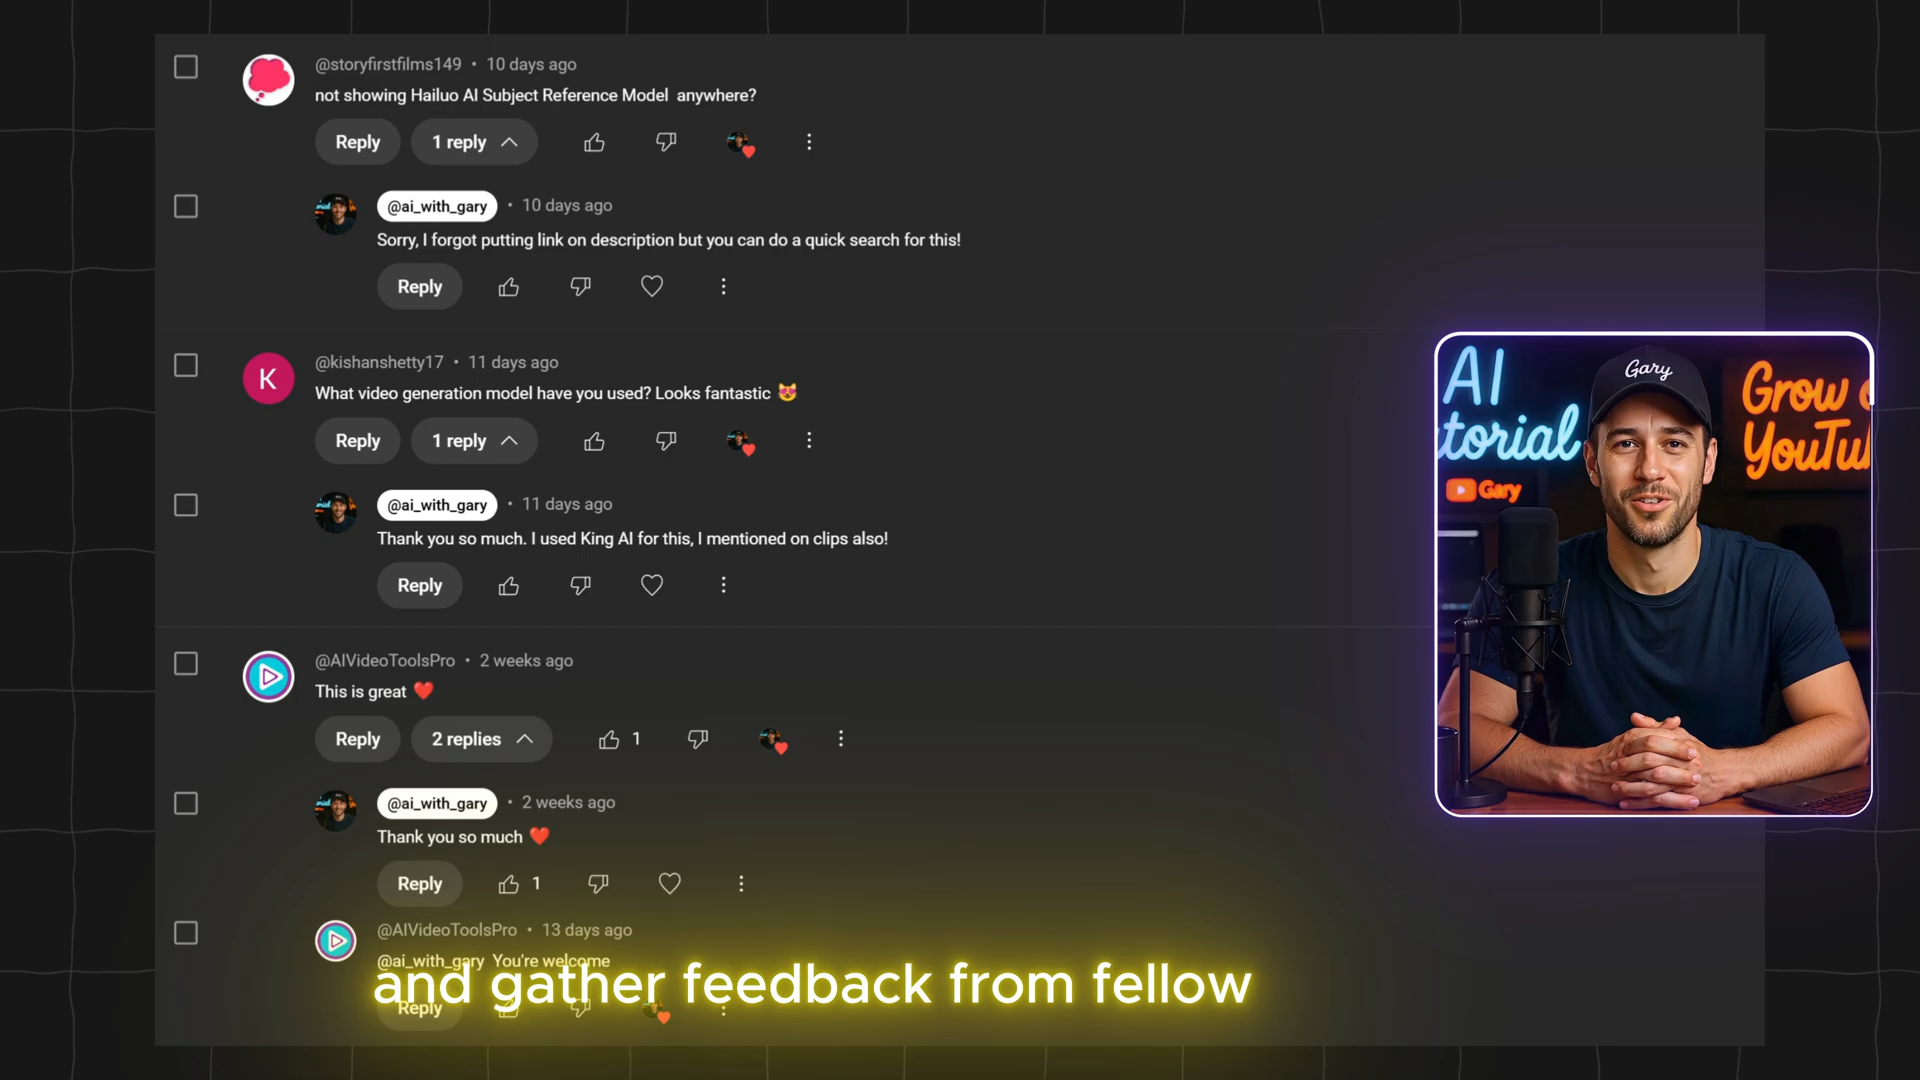 @storyfirstfilms149 • 10 days ago
not showing Hailuo AI Subject Reference Model anywhere?
Reply 1 reply
@ai_with_gary • 10 days ago
Sorry, I forgot putting link on description but you can do a quick search for this!
Reply
@kishanshetty17 • 11 days ago
K
What video generation model have you used? Looks fantastic 😻
Reply 1 reply
@ai_with_gary • 11 days ago
Thank you so much. I used King AI for this, I mentioned on clips also!
Reply
@AIVideoToolsPro • 2 weeks ago
This is great ❤️
Reply 2 replies 1
@ai_with_gary • 2 weeks ago
Thank you so much ❤️
Reply 1
@AIVideoToolsPro • 13 days ago
@ai_with_gary You're welcome
Reply
and gather feedback from fellow
AI
torial
Gary
Gary
Grow
YouTu